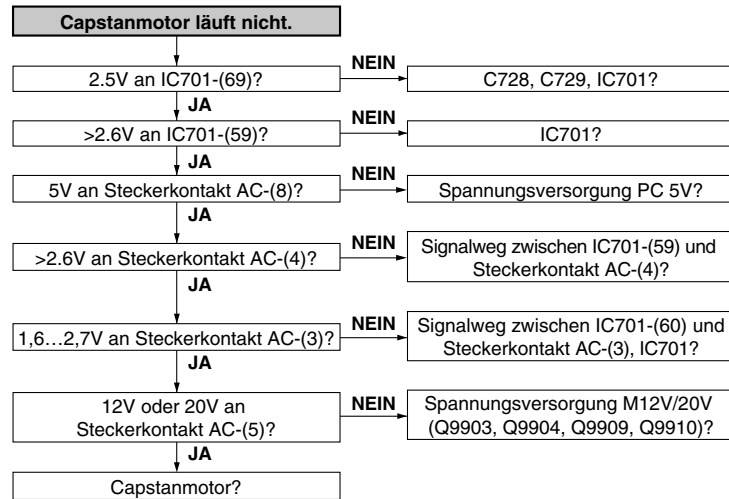 Capstanmotor läuft nicht.
2.5V an IC701-(69)?
NEIN
C728, C729, IC701?
JA
>2.6V an IC701-(59)?
NEIN
IC701?
JA
5V an Steckerkontakt AC-(8)?
NEIN
Spannungsversorgung PC 5V?
JA
>2.6V an Steckerkontakt AC-(4)?
NEIN
Signalweg zwischen IC701-(59) und
Steckerkontakt AC-(4)?
JA
1,6...2,7V an Steckerkontakt AC-(3)?
NEIN
Signalweg zwischen IC701-(60) und
Steckerkontakt AC-(3), IC701?
JA
12V oder 20V an
Steckerkontakt AC-(5)?
NEIN
Spannungsversorgung M12V/20V
(Q9903, Q9904, Q9909, Q9910)?
JA
Capstanmotor?